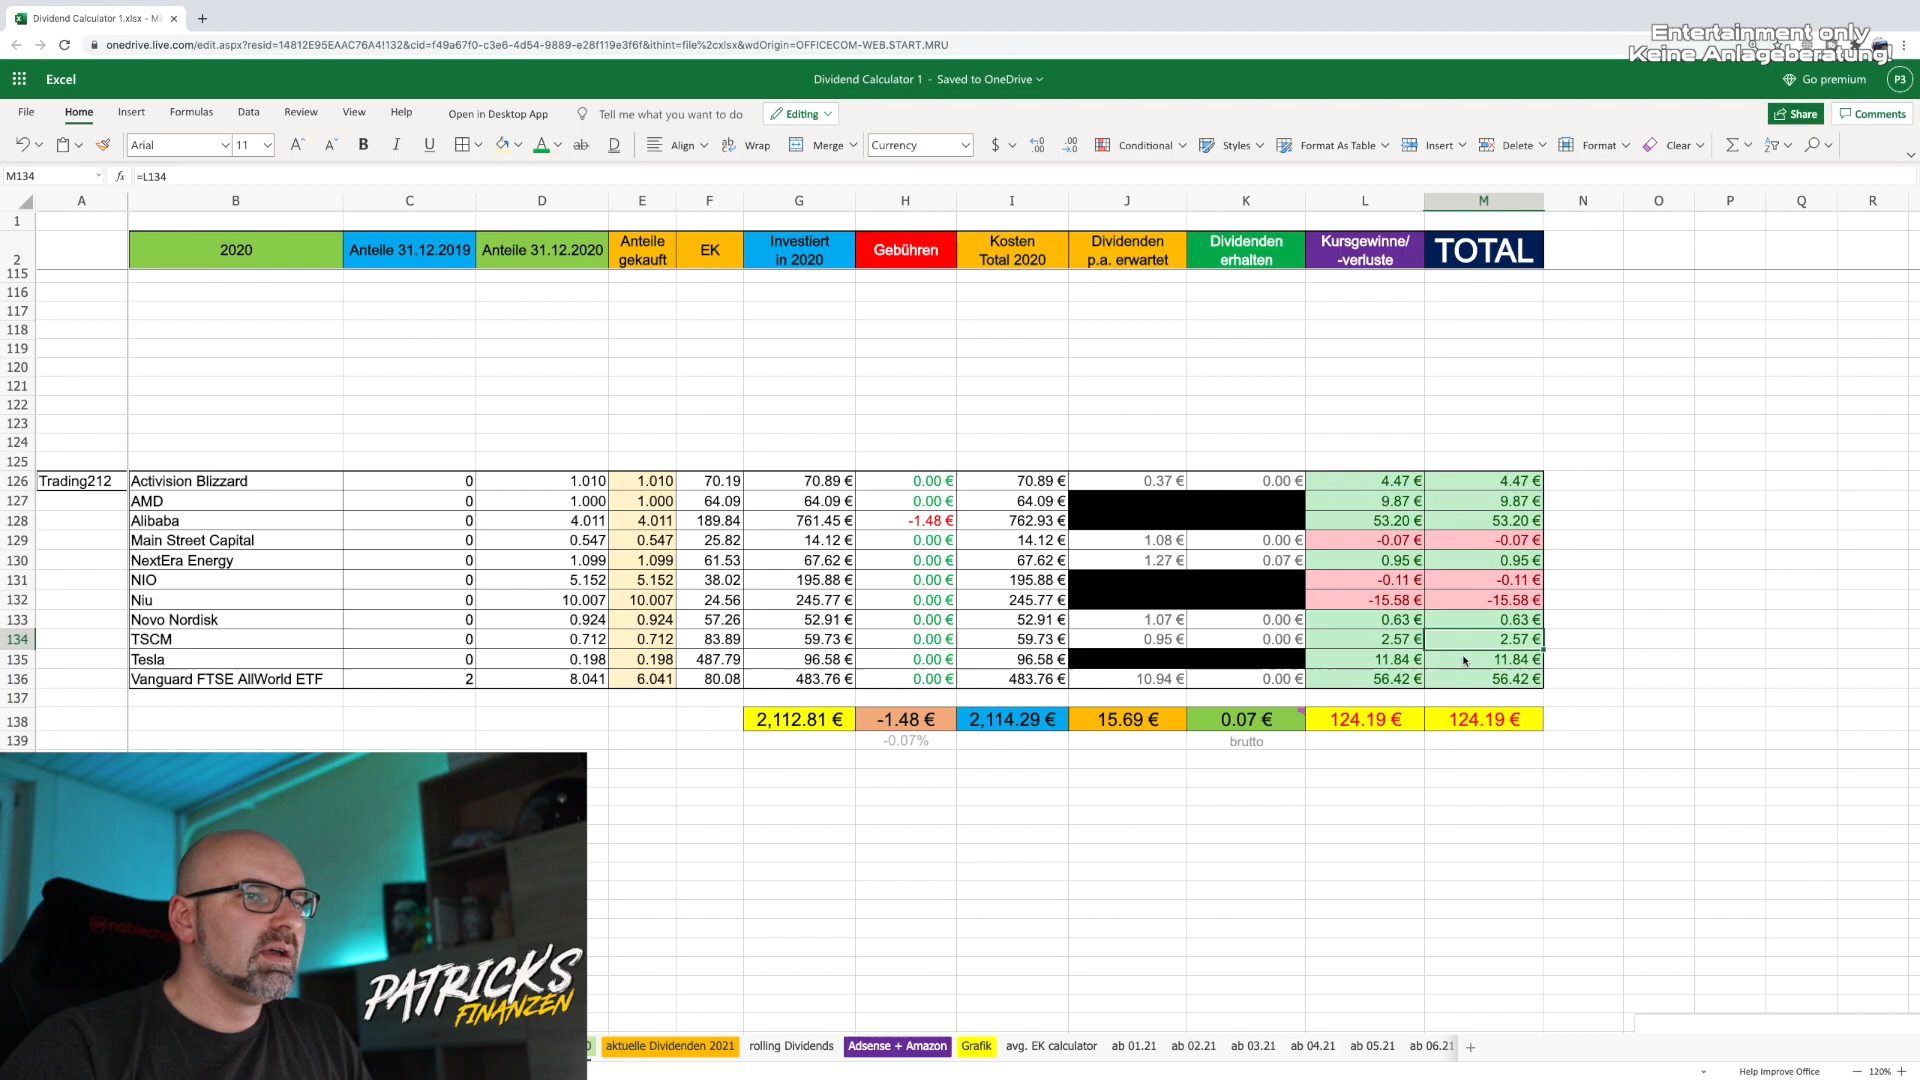 Dividend Calculator 1.xlsx - Mi
onedrive.live.com/edit.aspx?resid=14812E95EAAC76A4!132&cid=f49a67f0-c3e6-4d54-9889-e28f119e3f6f&ithint=file%2cxlsx&wdOrigin=OFFICECOM-WEB.START.MRU
Entertainment only
Keine Anlageberatung!
Excel
Dividend Calculator 1 - Saved to OneDrive
Go premium
P3
File Home Insert Formulas Data Review View Help Open in Desktop App Tell me what you want to do Editing
Share Comments
Arial 11 Align Wrap Merge Currency Conditional Styles Format As Table Insert Delete Format Clear
M134 fx =L134
A B C D E F G H I J K L M N O P Q R
1
2 2020 Anteile 31.12.2019 Anteile 31.12.2020 Anteile gekauft EK Investiert in 2020 Gebühren Kosten Total 2020 Dividenden p.a. erwartet Dividenden erhalten Kursgewinne/ -verluste TOTAL
115
116
117
118
119
120
121
122
123
124
125
126 Trading212 Activision Blizzard 0 1.010 1.010 70.19 70.89 € 0.00 € 70.89 € 0.37 € 0.00 € 4.47 € 4.47 €
127 AMD 0 1.000 1.000 64.09 64.09 € 0.00 € 64.09 € 9.87 € 9.87 €
128 Alibaba 0 4.011 4.011 189.84 761.45 € -1.48 € 762.93 € 53.20 € 53.20 €
129 Main Street Capital 0 0.547 0.547 25.82 14.12 € 0.00 € 14.12 € 1.08 € 0.00 € -0.07 € -0.07 €
130 NextEra Energy 0 1.099 1.099 61.53 67.62 € 0.00 € 67.62 € 1.27 € 0.07 € 0.95 € 0.95 €
131 NIO 0 5.152 5.152 38.02 195.88 € 0.00 € 195.88 € -0.11 € -0.11 €
132 Niu 0 10.007 10.007 24.56 245.77 € 0.00 € 245.77 € -15.58 € -15.58 €
133 Novo Nordisk 0 0.924 0.924 57.26 52.91 € 0.00 € 52.91 € 1.07 € 0.00 € 0.63 € 0.63 €
134 TSCM 0 0.712 0.712 83.89 59.73 € 0.00 € 59.73 € 0.95 € 0.00 € 2.57 € 2.57 €
135 Tesla 0 0.198 0.198 487.79 96.58 € 0.00 € 96.58 € 11.84 € 11.84 €
136 Vanguard FTSE AllWorld ETF 2 8.041 6.041 80.08 483.76 € 0.00 € 483.76 € 10.94 € 0.00 € 56.42 € 56.42 €
137
138 2,112.81 € -1.48 € 2,114.29 € 15.69 € 0.07 € 124.19 € 124.19 €
139 -0.07% brutto
PATRICKS
FINANZEN
aktuelle Dividenden 2021 rolling Dividends Adsense + Amazon Grafik avg. EK calculator ab 01.21 ab 02.21 ab 03.21 ab 04.21 ab 05.21 ab 06.21
Help Improve Office 120%